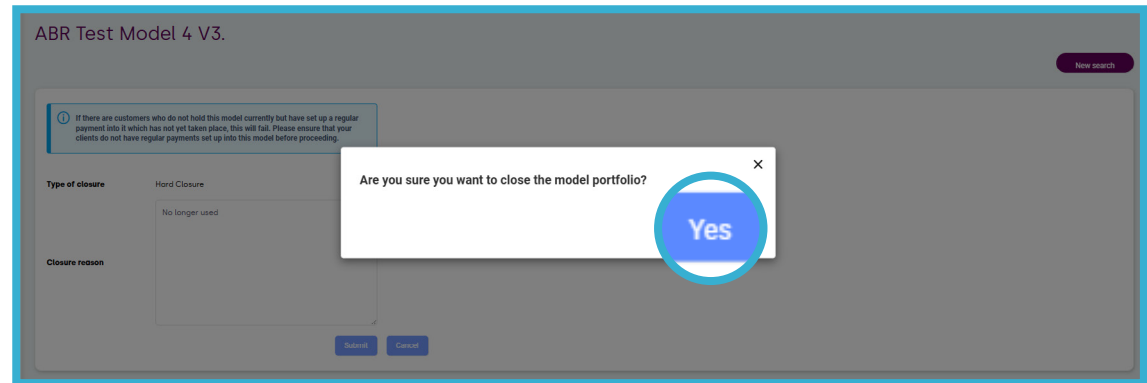 ABR Test Model 4 V3.
New search
If there are customers who do not hold this model currently but have set up a regular
payment into it which has not yet taken place, this will fail. Please ensure that your
clients do not have regular payments set up into this model before proceeding.
Are you sure you want to close the model portfolio?
Yes
Type of closure Hard Closure
No longer used
Closure reason
Submit Cancel